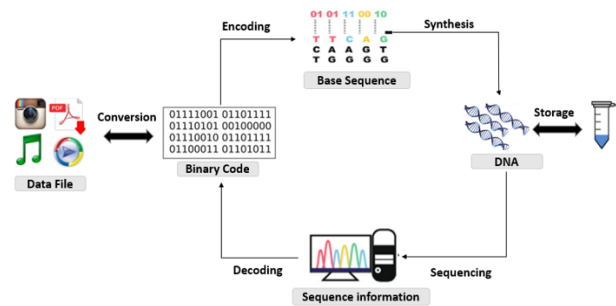 Encoding
01 01 11 00 10
T T C A G
C A A G T
T G G G G
Base Sequence
Synthesis
PDF
Conversion
01111001 01101111
01110101 00100000
01110010 01101111
01100011 01101011
Storage
Data File
Binary Code
DNA
Decoding
Sequencing
Sequence information